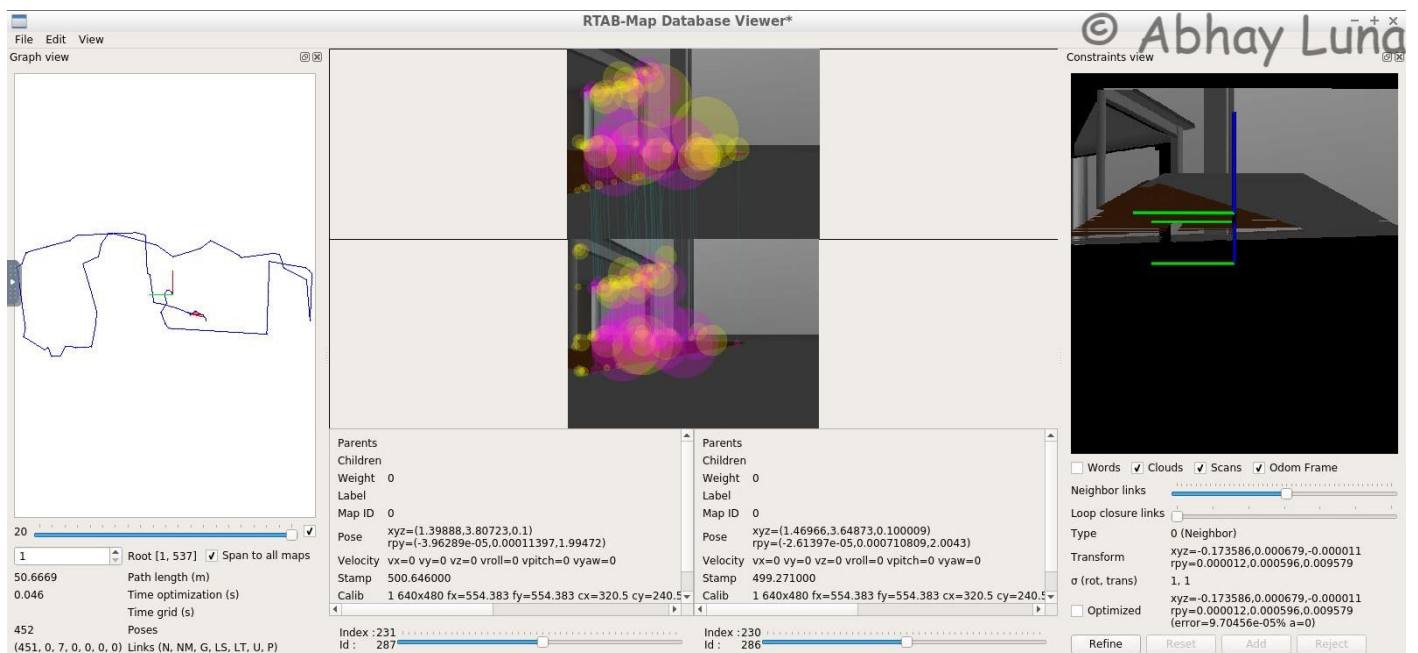 RTAB-Map Database Viewer*
© Abhay Luna
File Edit View
Graph view
Constraints view
20
1 Root [1, 537] Span to all maps
50.6669 Path length (m)
0.046 Time optimization (s)
Time grid (s)
452 Poses
(451, 0, 7, 0, 0, 0, 0) Links (N, NM, G, LS, LT, U, P)
Parents
Children
Weight 0
Label
Map ID 0
Pose xyz=(1.39888,3.80723,0.1)
rpy=(-3.96289e-05,0.00011397,1.99472)
Velocity vx=0 vy=0 vz=0 vroll=0 vpitch=0 vyaw=0
Stamp 500.646000
Calib 1 640x480 fx=554.383 fy=554.383 cx=320.5 cy=240.5
Index :231
Id : 287
Parents
Children
Weight 0
Label
Map ID 0
Pose xyz=(1.46966,3.64873,0.100009)
rpy=(-2.61397e-05,0.000710809,2.0043)
Velocity vx=0 vy=0 vz=0 vroll=0 vpitch=0 vyaw=0
Stamp 499.271000
Calib 1 640x480 fx=554.383 fy=554.383 cx=320.5 cy=240.5
Index :230
Id : 286
Words Clouds Scans Odom Frame
Neighbor links
Loop closure links
Type 0 (Neighbor)
Transform xyz=-0.173586,0.000679,-0.000011
rpy=0.000012,0.000596,0.009579
σ (rot, trans) 1, 1
Optimized xyz=-0.173586,0.000679,-0.000011
rpy=0.000012,0.000596,0.009579
(error=9.70456e-05% a=0)
Refine Reset Add Reject